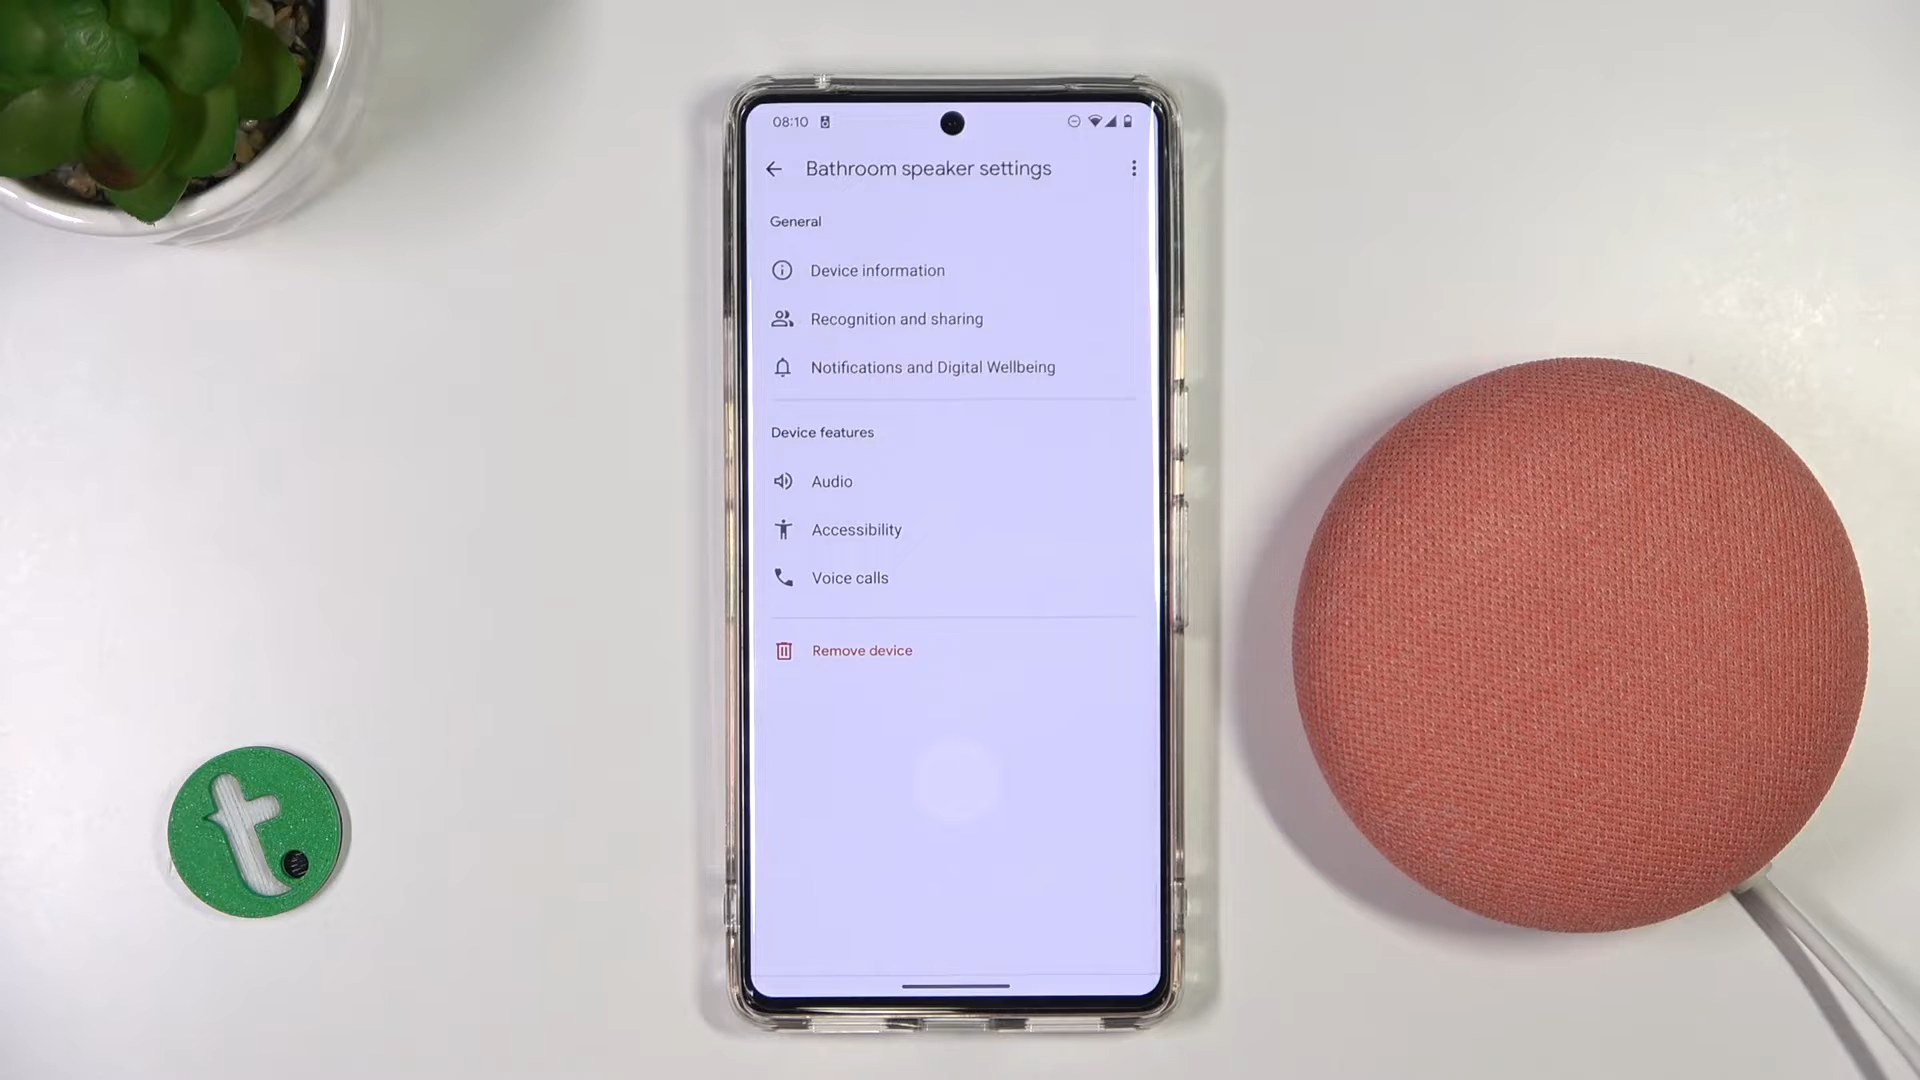 08:10
Bathroom speaker settings
General
Device information
Recognition and sharing
Notifications and Digital Wellbeing
Device features
Audio
Accessibility
Voice calls
Remove device
t.